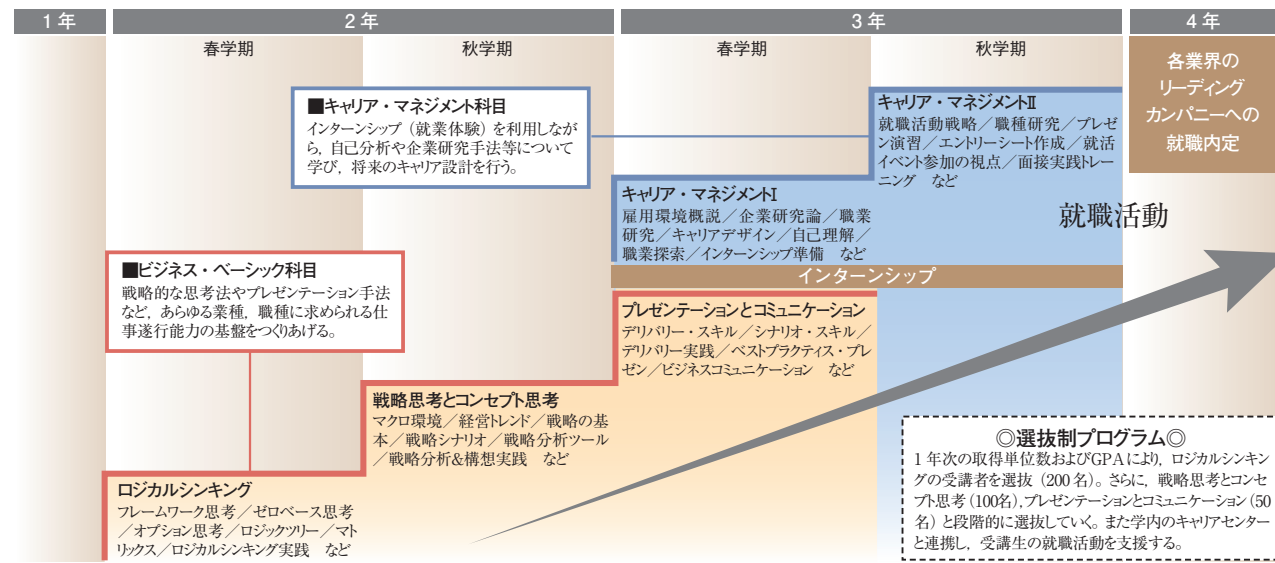 1年
2年
3年
4年
春学期
秋学期
春学期
秋学期
各業界の
リーディング
カンパニーへの
就職内定
■キャリア・マネジメント科目
インターンシップ（就業体験）を利用しなが
ら，自己分析や企業研究手法等について
学び，将来のキャリア設計を行う。
キャリア・マネジメントⅡ
就職活動戦略／職種研究／プレゼ
ン演習／エントリーシート作成／就活
イベント参加の視点／面接実践トレー
ニング　など
キャリア・マネジメントⅠ
雇用環境概説／企業研究論／職業
研究／キャリアデザイン／自己理解／
職業探索／インターンシップ準備　など
就職活動
インターンシップ
■ビジネス・ベーシック科目
戦略的な思考法やプレゼンテーション手法
など，あらゆる業種，職種に求められる仕
事遂行能力の基盤をつくりあげる。
プレゼンテーションとコミュニケーション
デリバリー・スキル／シナリオ・スキル／
デリバリー実践／ベストプラクティス・プレ
ゼン／ビジネスコミュニケーション　など
戦略思考とコンセプト思考
マクロ環境／経営トレンド／戦略の基
本／戦略シナリオ／戦略分析ツール
／戦略分析&構想実践　など
ロジカルシンキング
フレームワーク思考／ゼロベース思考
／オプション思考／ロジックツリー／マト
リックス／ロジカルシンキング実践　など
◎選抜制プログラム◎
1年次の取得単位数およびGPAにより，ロジカルシンキン
グの受講者を選抜（200名）。さらに，戦略思考とコンセ
プト思考（100名），プレゼンテーションとコミュニケーション（50
名）と段階的に選抜していく。また学内のキャリアセンター
と連携し，受講生の就職活動を支援する。